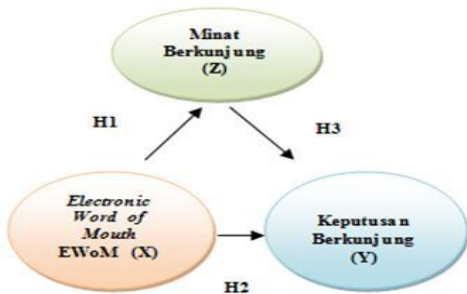 Minat
Berkunjung
(Z)
H1
H3
Electronic
Word of
Mouth
EWoM (X)
Keputusan
Berkunjung
(Y)
H2